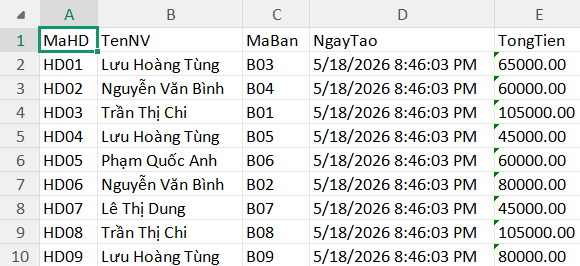 A B C D E
1 MaHD TenNV MaBan NgayTao TongTien
2 HD01 Lưu Hoàng Tùng B03 5/18/2026 8:46:03 PM 65000.00
3 HD02 Nguyễn Văn Bình B04 5/18/2026 8:46:03 PM 60000.00
4 HD03 Trần Thị Chi B01 5/18/2026 8:46:03 PM 105000.00
5 HD04 Lưu Hoàng Tùng B05 5/18/2026 8:46:03 PM 45000.00
6 HD05 Phạm Quốc Anh B06 5/18/2026 8:46:03 PM 60000.00
7 HD06 Nguyễn Văn Bình B02 5/18/2026 8:46:03 PM 80000.00
8 HD07 Lê Thị Dung B07 5/18/2026 8:46:03 PM 45000.00
9 HD08 Trần Thị Chi B08 5/18/2026 8:46:03 PM 105000.00
10 HD09 Lưu Hoàng Tùng B09 5/18/2026 8:46:03 PM 80000.00